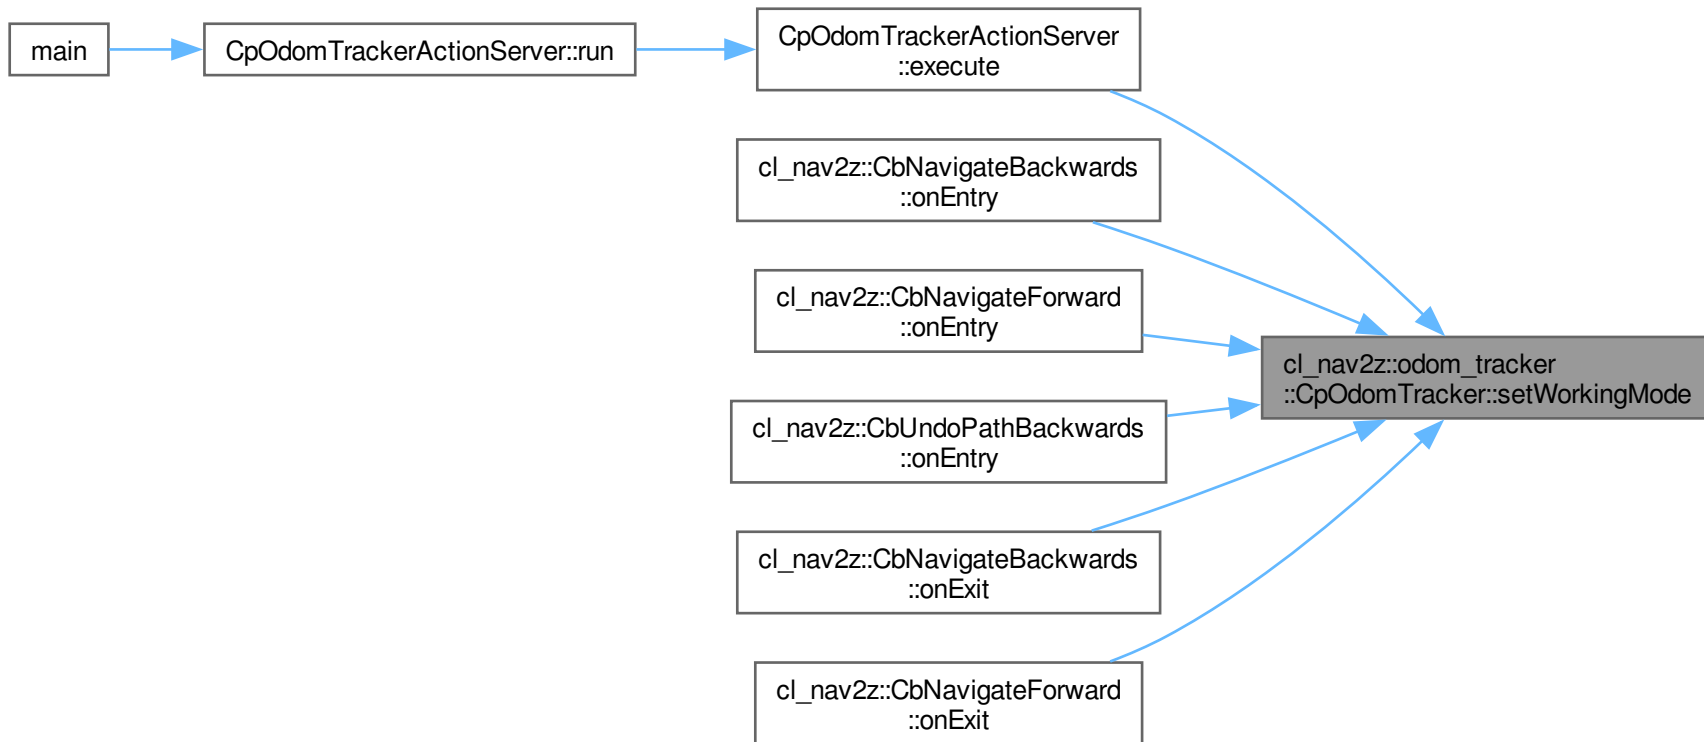 main
CpOdomTrackerActionServer::run
CpOdomTrackerActionServer
::execute
cl_nav2z::CbNavigateBackwards
::onEntry
cl_nav2z::CbNavigateForward
::onEntry
cl_nav2z::CbUndoPathBackwards
::onEntry
cl_nav2z::CbNavigateBackwards
::onExit
cl_nav2z::CbNavigateForward
::onExit
cl_nav2z::odom_tracker
::CpOdomTracker::setWorkingMode